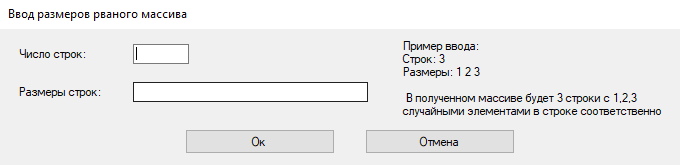 Ввод размеров рваного массива
Число строк:
Размеры строк:
Пример ввода:
Строк: 3
Размеры: 1 2 3
В полученном массиве будет 3 строки с 1,2,3
случайными элементами в строке соответственно
Ок
Отмена